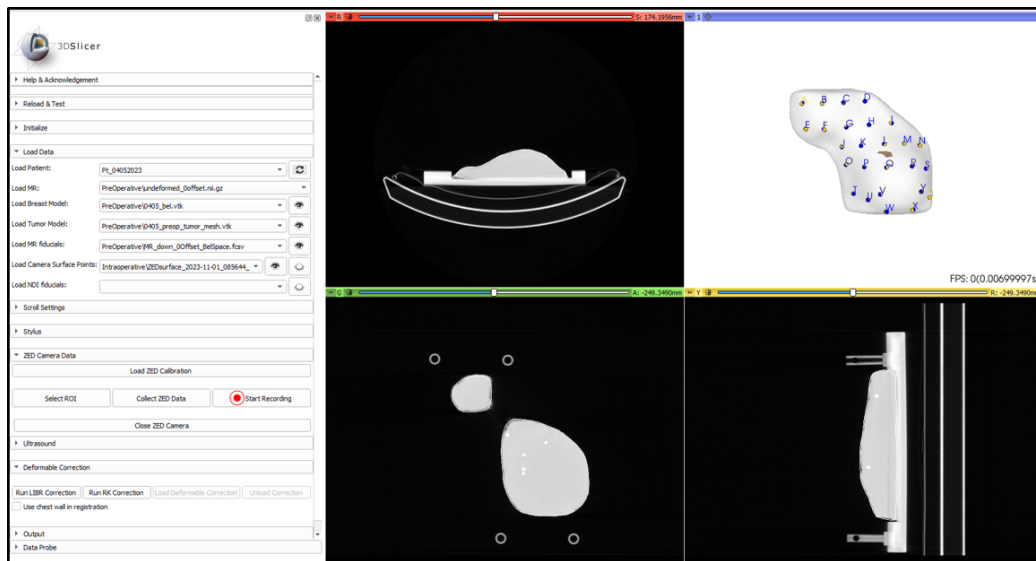 3DSlicer
Help & Acknowledgement
Reload & Test
Initialize
Load Data
Load Patient: Pt_04052023
Load MR: PreOperative\undeformed_0offset.nii.gz
Load Breast Model: PreOperative\0405_bel.vtk
Load Tumor Model: PreOperative\0405_preop_tumor_mesh.vtk
Load MR fiducials: PreOperative\MR_down_0Offset_BelSpace.fcsv
Load Camera Surface Points: Intraoperative\ZEDsurface_2023-11-01_085644_
Load NDI fiducials:
Scroll Settings
Stylus
ZED Camera Data
Load ZED Calibration
Select ROI Collect ZED Data Start Recording
Close ZED Camera
Ultrasound
Deformable Correction
Run LIBR Correction Run RK Correction Load Deformable Correction Unload Correction
Use chest wall in registration
Output
Data Probe
R S: 174.1956mm
1
A B C D
E F G H I
J K L M N
O P Q R S
T U V Y
W X
FPS: 0(0.00699997s
G A: -249.3490mm
Y R: -249.3490mm